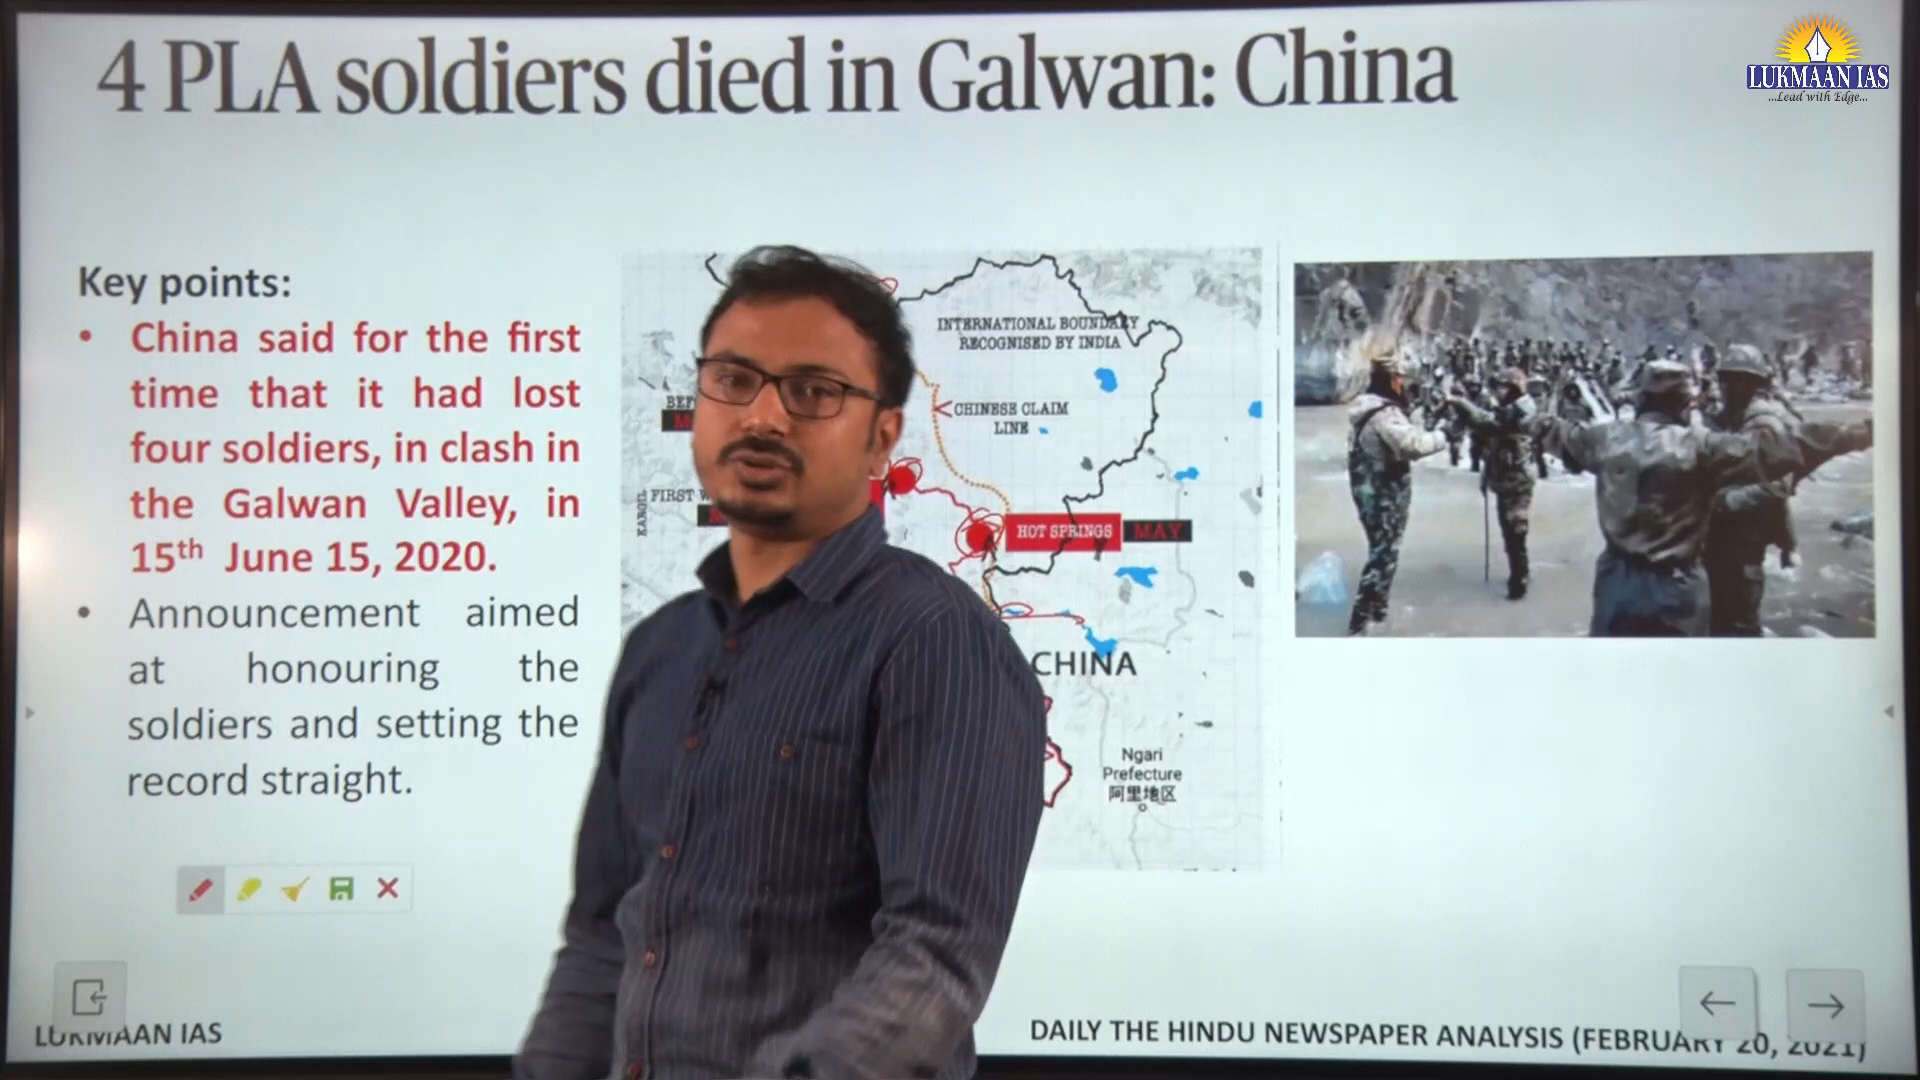 4 PLA soldiers died in Galwan: China
LUKMAAN IAS
...Lead with Edge...
Key points:
• China said for the first
time that it had lost
four soldiers, in clash in
the Galwan Valley, in
15th June 15, 2020.
• Announcement aimed
at honouring the
soldiers and setting the
record straight.
INTERNATIONAL BOUNDARY
RECOGNISED BY INDIA
CHINESE CLAIM
LINE
KARGIL
FIRST
HOT SPRINGS
MAY
CHINA
Ngari
Prefecture
阿里地区
LUKMAAN IAS
DAILY THE HINDU NEWSPAPER ANALYSIS (FEBRUARY 20, 2021)